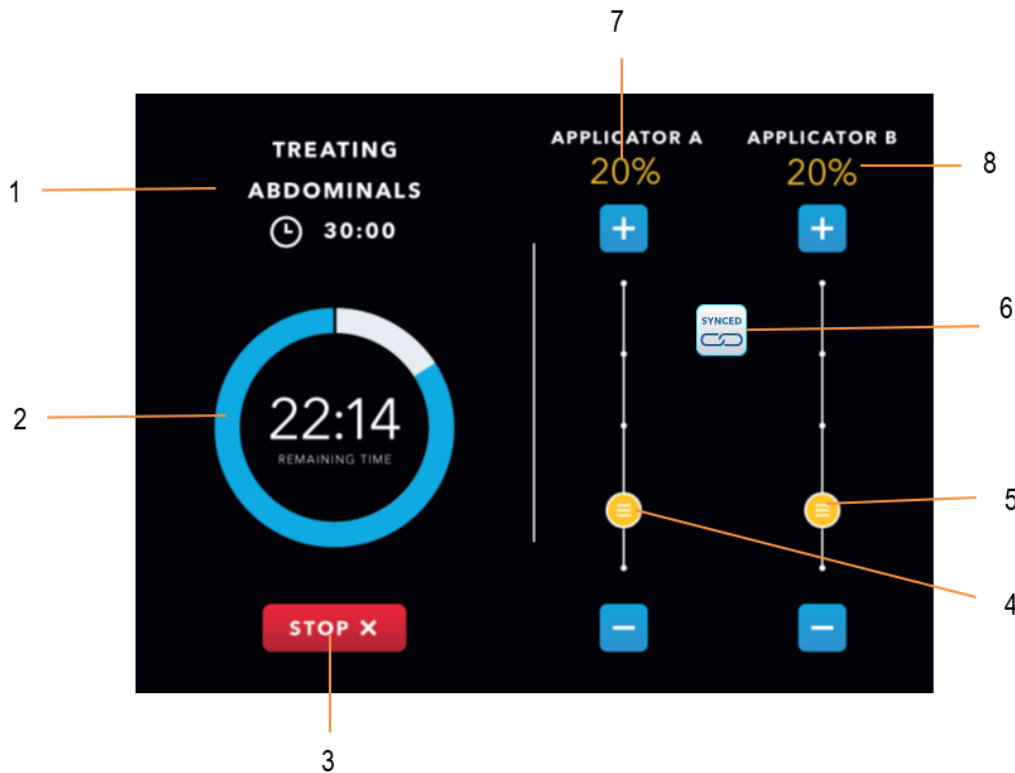 7
TREATING
ABDOMINALS
30:00
APPLICATOR A
20%
+
APPLICATOR B
20%
+
8
1
SYNCED
6
2
22:14
REMAINING TIME
5
4
STOP X
−
−
3